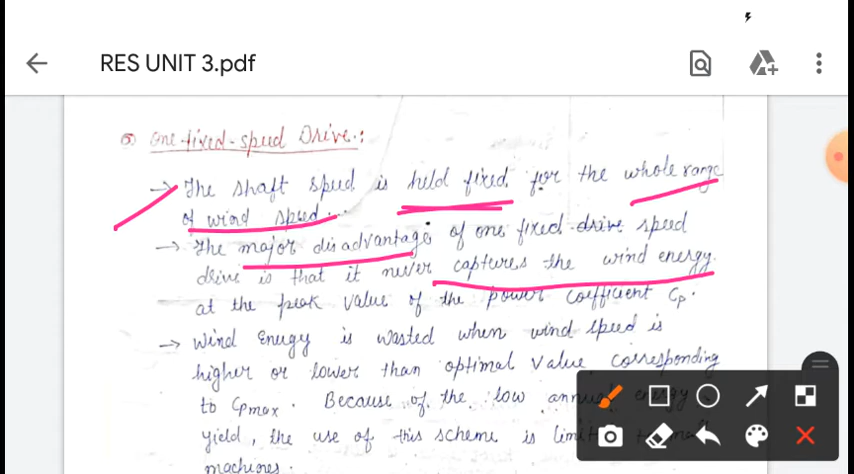 RES UNIT 3.pdf
5) One-fixed-speed Drive:
→ The shaft speed is held fixed for the whole range
of wind speed.
→ The major disadvantage of one fixed-drive speed
drive is that it never captures the wind energy
at the peak value of the power coefficient Cp.
→ Wind Energy is wasted when wind speed is
higher or lower than optimal value corresponding
to Cpmax. Because of the low annual energy
yield, the use of this scheme is
machines.